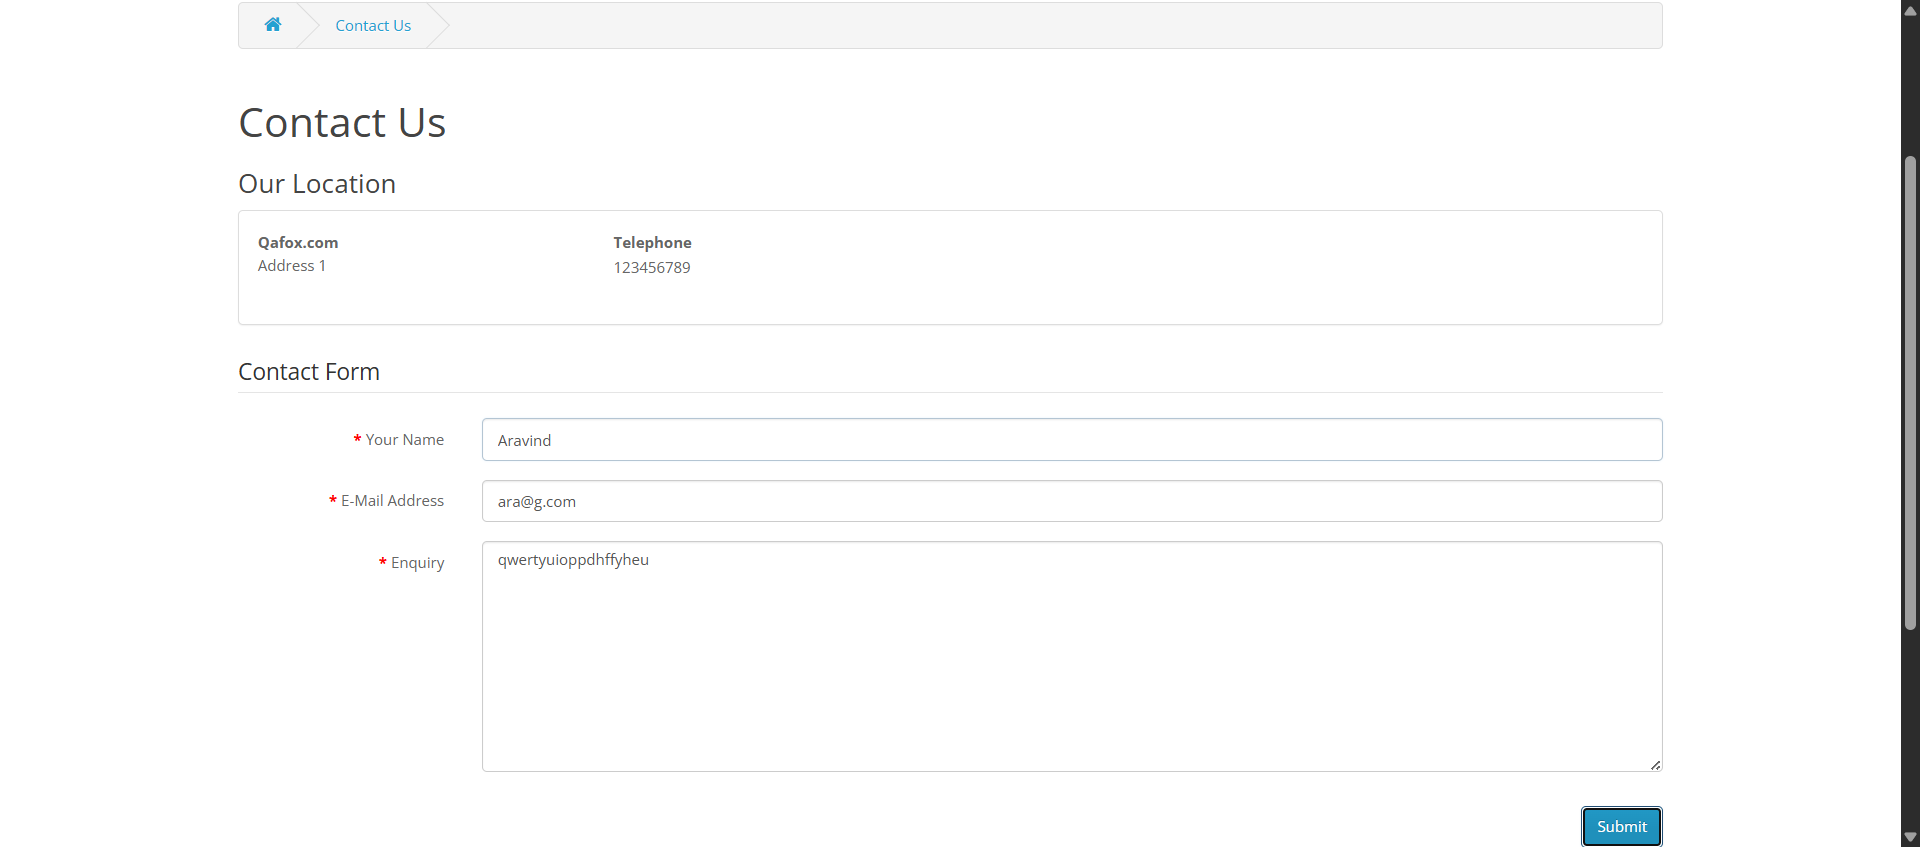 Contact Us
Contact Us
Our Location
Qafox.com
Address 1
Telephone
123456789
Contact Form
* Your Name
Aravind
* E-Mail Address
ara@g.com
* Enquiry
qwertyuioppdhffyheu
Submit